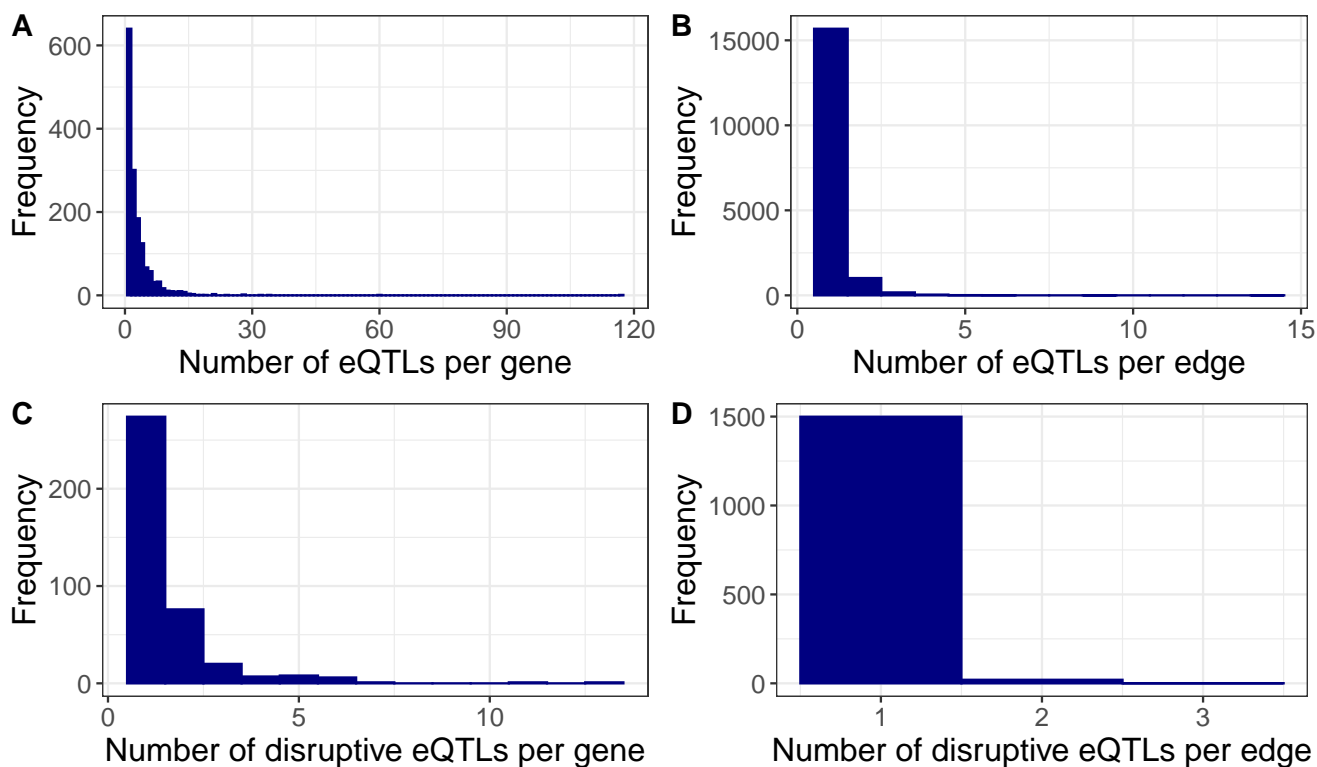 A
Frequency
600
400
200
0
0 30 60 90 120
Number of eQTLs per gene
B
Frequency
15000
10000
5000
0
0 5 10 15
Number of eQTLs per edge
C
Frequency
200
100
0
0 5 10
Number of disruptive eQTLs per gene
D
Frequency
1500
1000
500
0
1 2 3
Number of disruptive eQTLs per edge